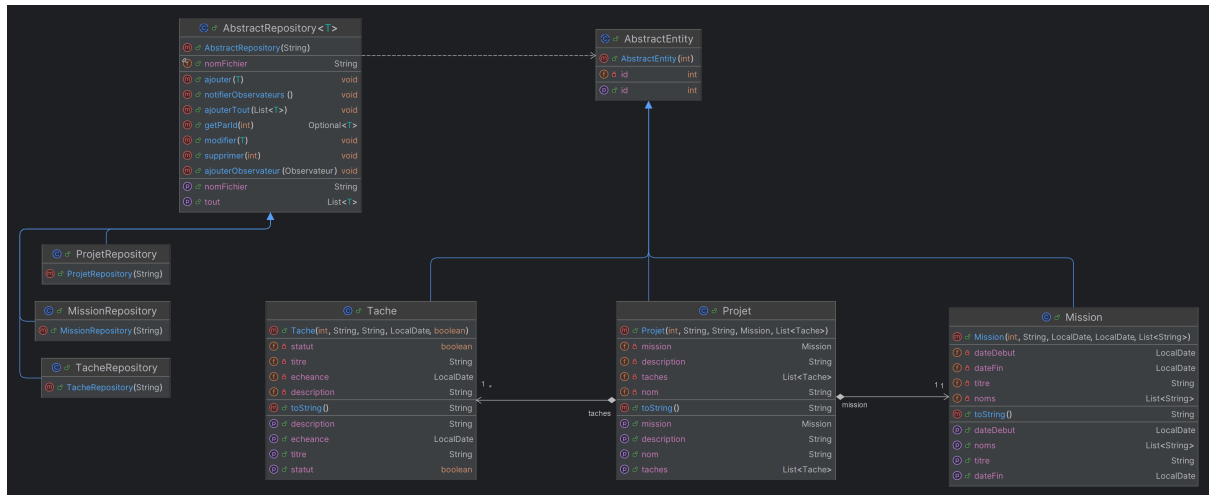 AbstractRepository<T>
AbstractRepository(String)
nomFichier String
ajouter(T) void
notifierObservateurs () void
ajouterTout(List<T>) void
getParId(int) Optional<T>
modifier(T) void
supprimer(int) void
ajouterObservateur(Observateur) void
nomFichier String
tout List<T>
AbstractEntity
AbstractEntity(int)
id int
id int
ProjetRepository
ProjetRepository(String)
MissionRepository
MissionRepository(String)
TacheRepository
TacheRepository(String)
Tache
Tache(int, String, String, LocalDate, boolean)
statut boolean
titre String
echeance LocalDate
description String
toString() String
description String
echeance LocalDate
titre String
statut boolean
1 *
taches
Projet
Projet(int, String, String, Mission, List<Tache>)
mission Mission
description String
taches List<Tache>
nom String
toString() String
mission Mission
description String
nom String
taches List<Tache>
1 1
mission
Mission
Mission(int, String, LocalDate, LocalDate, List<String>)
dateDebut LocalDate
dateFin LocalDate
titre String
noms List<String>
toString() String
dateDebut LocalDate
noms List<String>
titre String
dateFin LocalDate